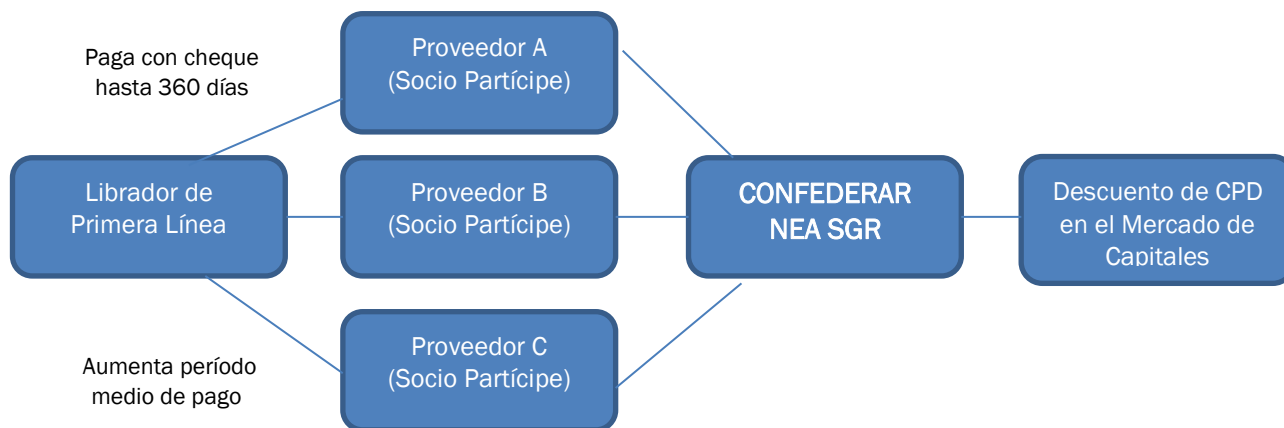 Paga con cheque
hasta 360 días
Proveedor A
(Socio Partícipe)
Librador de
Primera Línea
Proveedor B
(Socio Partícipe)
CONFEDERAR
NEA SGR
Descuento de CPD
en el Mercado de
Capitales
Proveedor C
(Socio Partícipe)
Aumenta período
medio de pago